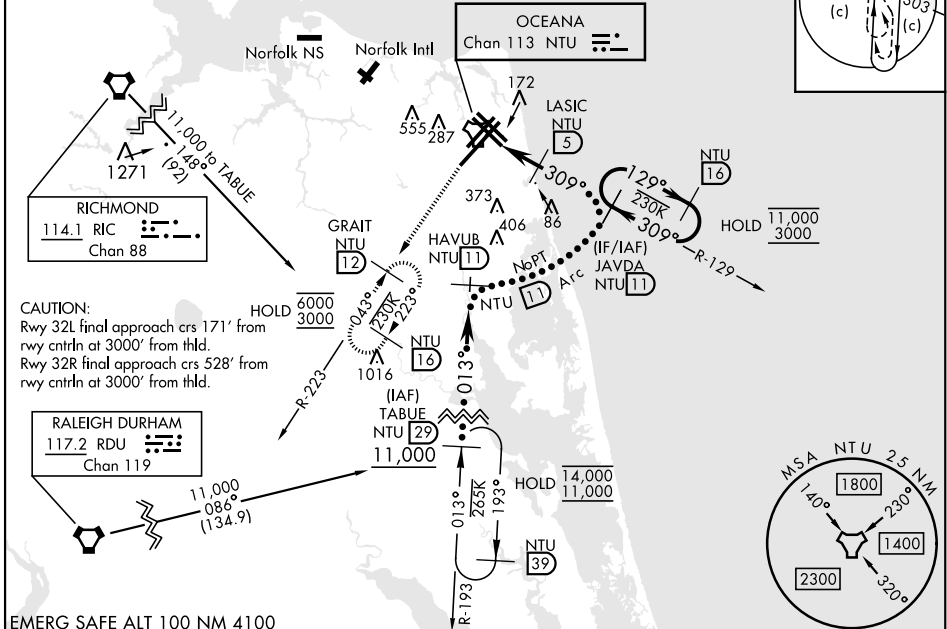 OCEANA
Chan 113 NTU
(c)
(c)
303
Norfolk NS
Norfolk Intl
172
LASIC
NTU
5
555
287
11,000 to TABUE
148°
(92)
1271
309°
129°
230K
309°
NTU
16
HOLD
11,000
3000
373
406
86
RICHMOND
114.1 RIC
Chan 88
GRAIT
NTU
12
HAVUB
NTU 11
NoPT
NTU 11 Arc
(IF/IAF)
JAVDA
NTU 11
R-129
CAUTION:
Rwy 32L final approach crs 171' from
rwy cntrln at 3000' from thld.
Rwy 32R final approach crs 528' from
rwy cntrln at 3000' from thld.
HOLD
6000
3000
043°
230K
223°
NTU
16
1016
R-223
013°
(IAF)
TABUE
NTU 29
11,000
RALEIGH DURHAM
117.2 RDU
Chan 119
11,000
086°
(134.9)
013°
265K
193°
HOLD
14,000
11,000
NTU
39
R-193
MSA NTU 25 NM
1800
140°
230°
1400
2300
320°
EMERG SAFE ALT 100 NM 4100